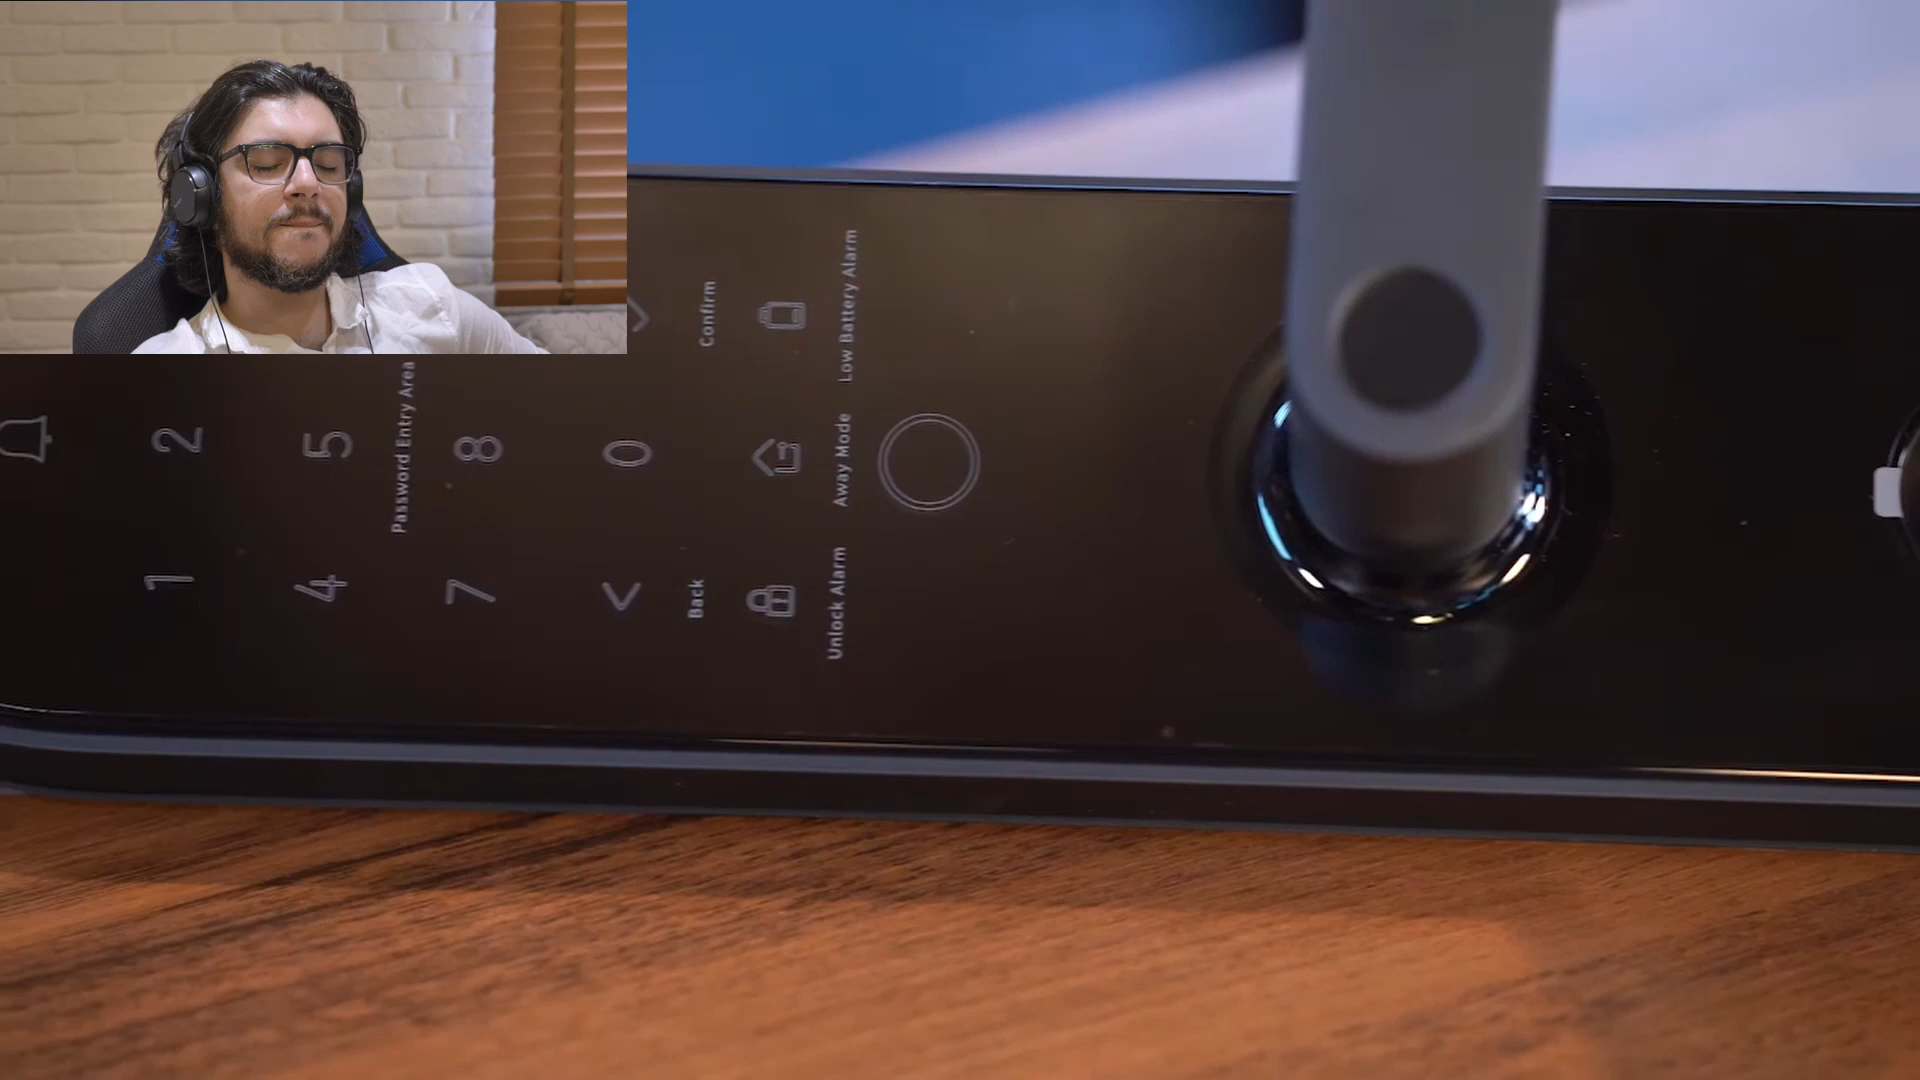 2
5
8
0
1
4
7
Password Entry Area
Confirm
Back
Low Battery Alarm
Away Mode
Unlock Alarm